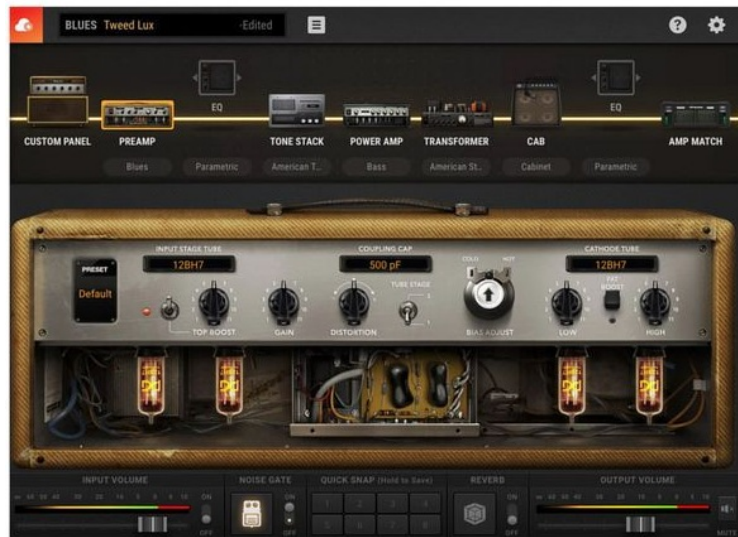 BLUES Tweed Lux -Edited
?
EQ
EQ
CUSTOM PANEL PREAMP TONE STACK POWER AMP TRANSFORMER CAB AMP MATCH
Blues Parametric American T.. Bass American St.. Cabinet Parametric
INPUT STAGE TUBE COUPLING CAP CATHODE TUBE
12BH7 500 pF 12BH7
PRESET
Default
COLD HOT
TUBE STAGE
2
1
FAT BOOST
TOP BOOST GAIN DISTORTION BIAS ADJUST LOW HIGH
INPUT VOLUME NOISE GATE QUICK SNAP (Hold to Save) REVERB OUTPUT VOLUME
ON
OFF
ON
OFF
1 2 3 4
5 6 7 8
ON
OFF
MUTE